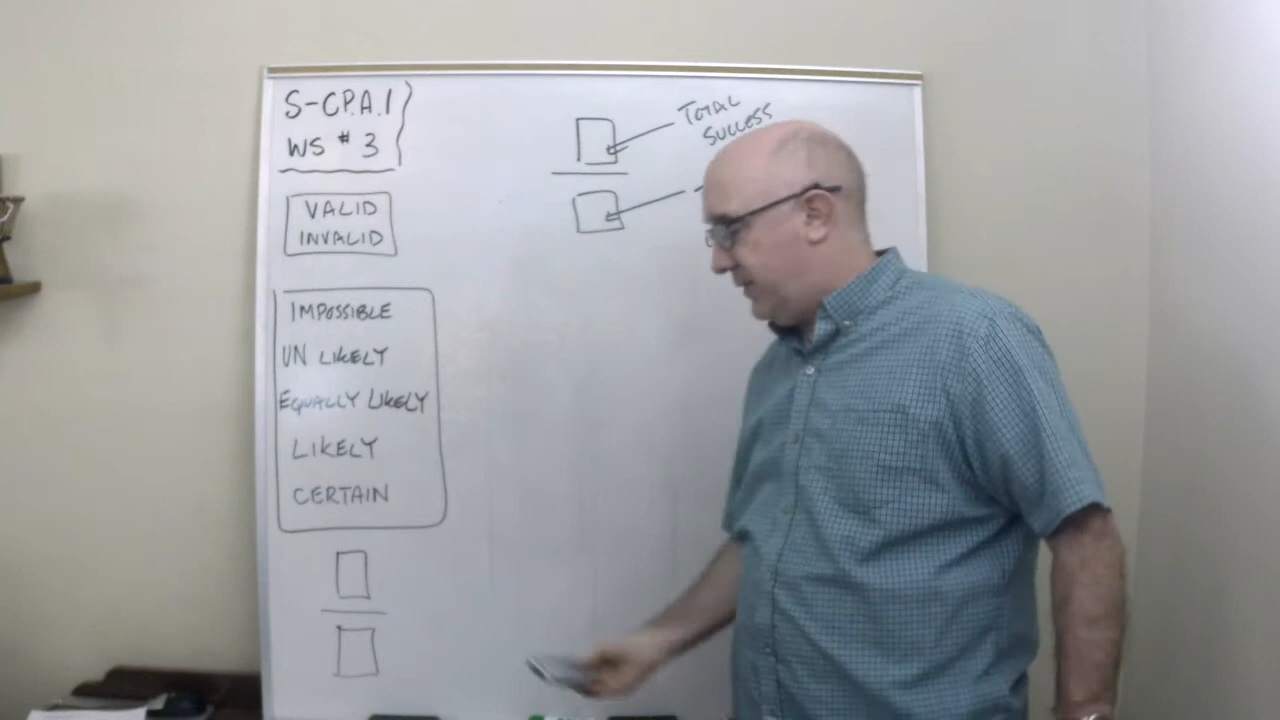 S-CP.A.1
WS # 3
VALID
INVALID
IMPOSSIBLE
UN LIKELY
EQUALLY LIKELY
LIKELY
CERTAIN
TOTAL
SUCCESS